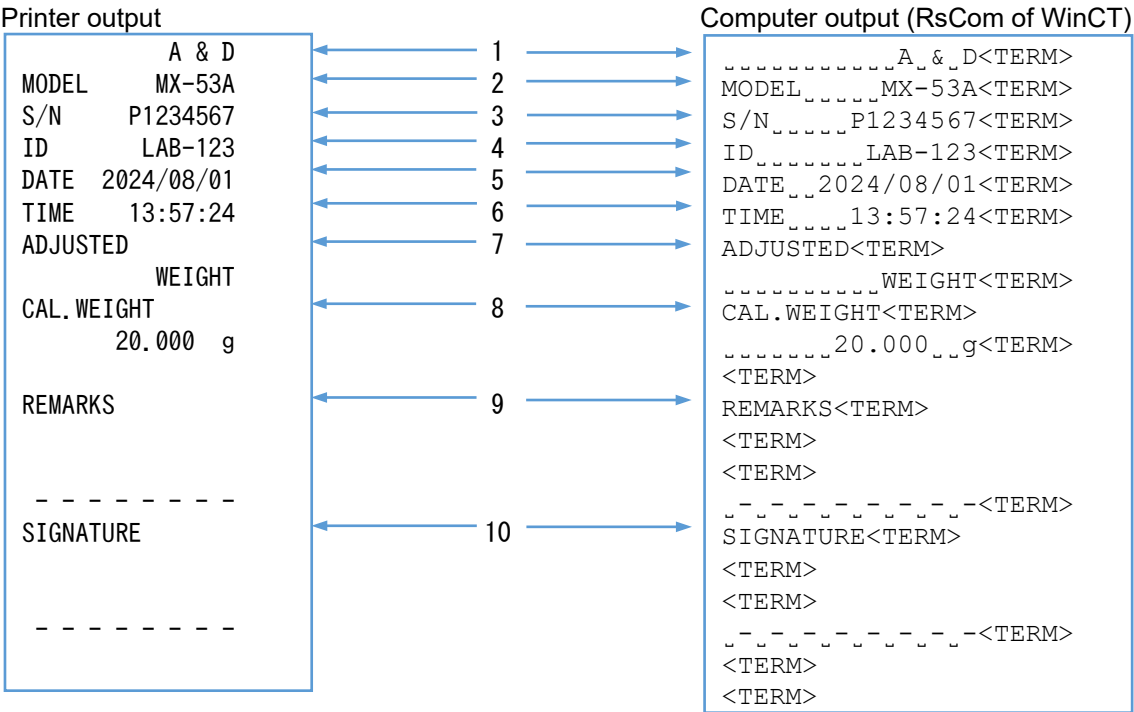 Printer output
A & D
MODEL MX-53A
S/N P1234567
ID LAB-123
DATE 2024/08/01
TIME 13:57:24
ADJUSTED
WEIGHT
CAL.WEIGHT
20.000 g
REMARKS
- - - - - - - -
SIGNATURE
- - - - - - - -
1
2
3
4
5
6
7
8
9
10
Computer output (RsCom of WinCT)
␣␣␣␣␣␣␣␣␣␣␣A␣&␣D<TERM>
MODEL␣␣␣␣␣MX-53A<TERM>
S/N␣␣␣␣␣P1234567<TERM>
ID␣␣␣␣␣␣␣LAB-123<TERM>
DATE␣␣2024/08/01<TERM>
TIME␣␣␣␣13:57:24<TERM>
ADJUSTED<TERM>
␣␣␣␣␣␣␣␣␣␣WEIGHT<TERM>
CAL.WEIGHT<TERM>
␣␣␣␣␣␣␣20.000␣␣g<TERM>
<TERM>
REMARKS<TERM>
<TERM>
<TERM>
␣-␣-␣-␣-␣-␣-␣-␣-<TERM>
SIGNATURE<TERM>
<TERM>
<TERM>
␣-␣-␣-␣-␣-␣-␣-␣-<TERM>
<TERM>
<TERM>